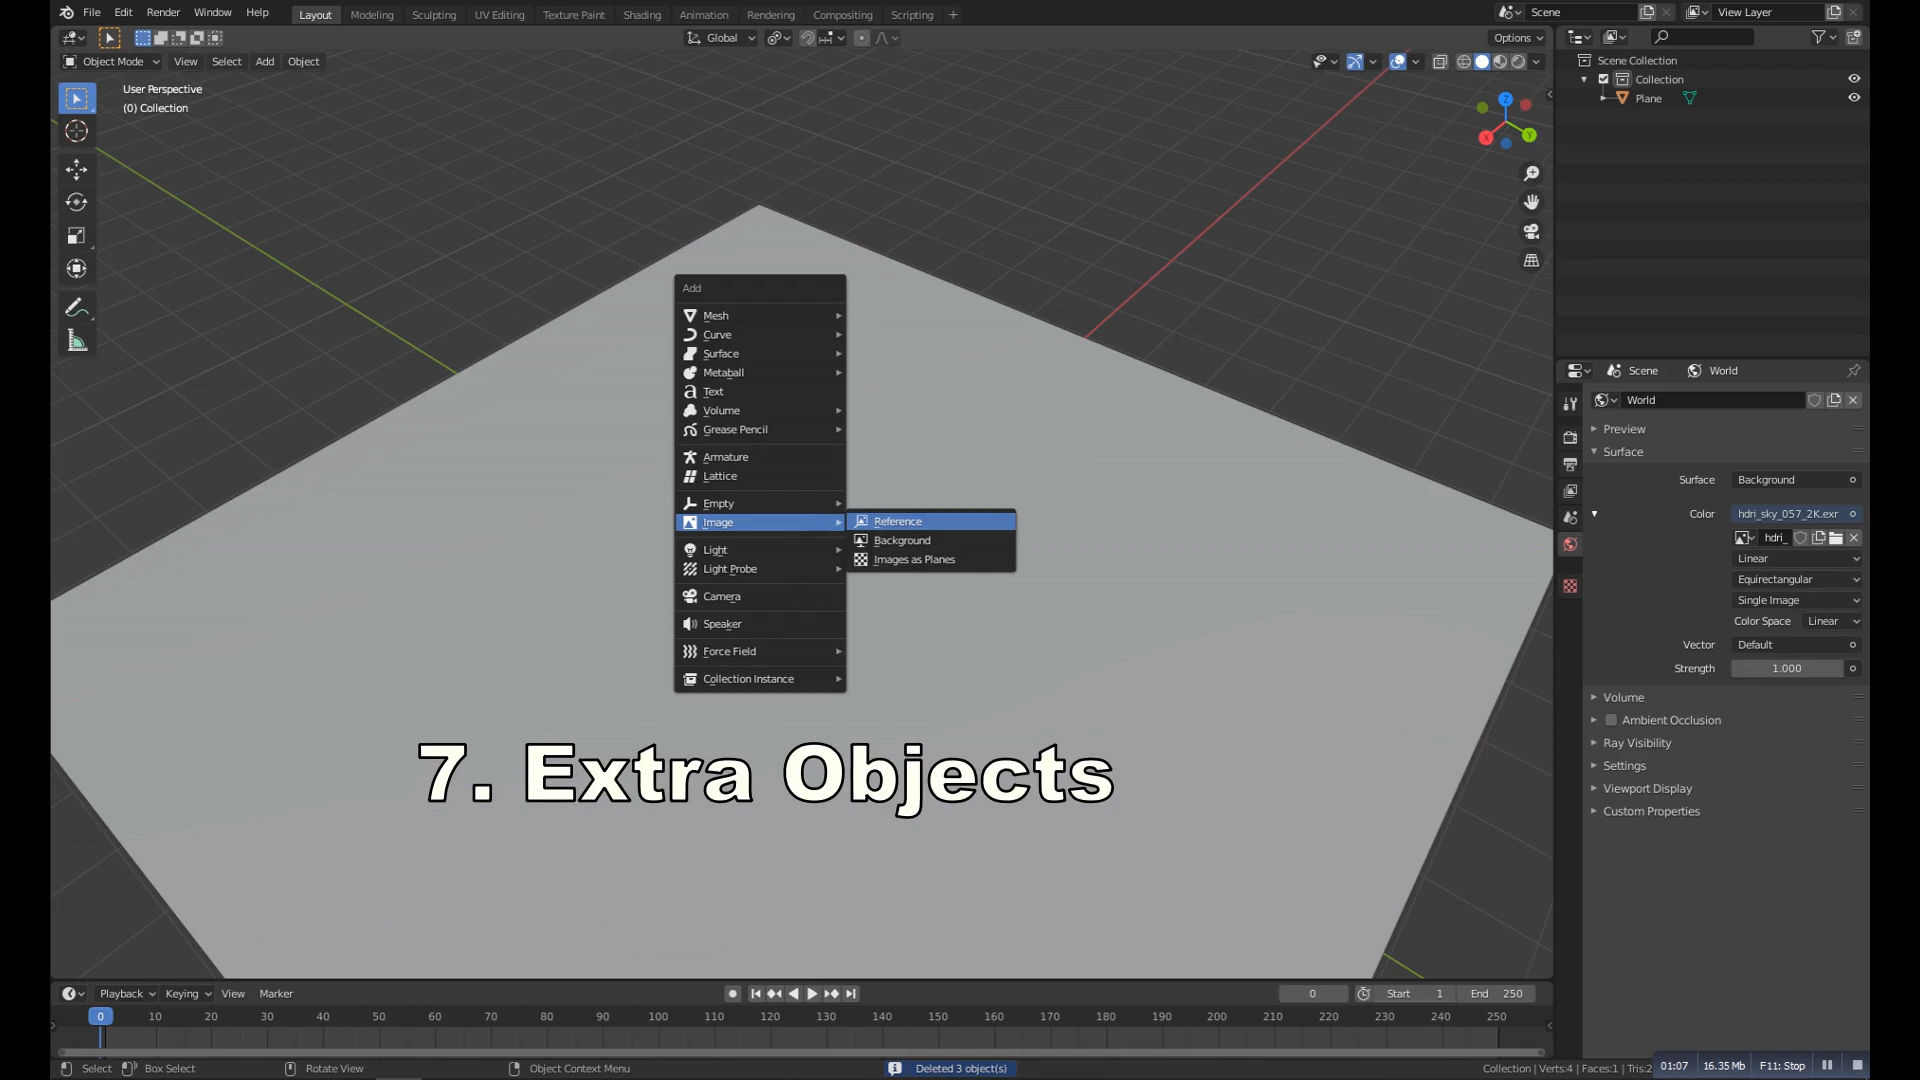 File Edit Render Window Help Layout Modeling Sculpting UV Editing Texture Paint Shading Animation Rendering Compositing Scripting + Scene View Layer
Global Options
Object Mode View Select Add Object
User Perspective
(0) Collection
Z
X
Y
Scene Collection
Collection
Plane
Add
Mesh
Curve
Surface
Metaball
Text
Volume
Grease Pencil
Armature
Lattice
Empty
Image
Light
Light Probe
Camera
Speaker
Force Field
Collection Instance
Reference
Background
Images as Planes
7. Extra Objects
Scene World
World
Preview
Surface
Surface Background
Color hdri_sky_057_2K.exr
hdri_
Linear
Equirectangular
Single Image
Color Space Linear
Vector Default
Strength 1.000
Volume
Ambient Occlusion
Ray Visibility
Settings
Viewport Display
Custom Properties
Playback Keying View Marker 0 Start 1 End 250
0 10 20 30 40 50 60 70 80 90 100 110 120 130 140 150 160 170 180 190 200 210 220 230 240 250
Select Box Select Rotate View Object Context Menu Deleted 3 object(s) Collection | Verts:4 | Faces:1 | Tris:2 01:07 16.35 Mb F11: Stop